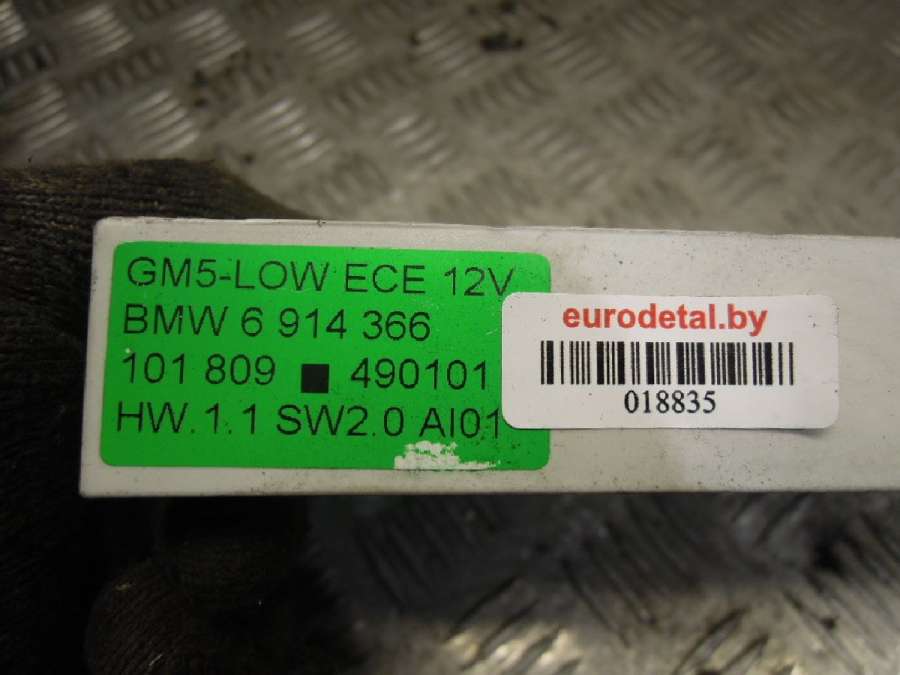 GM5-LOW ECE 12V
BMW 6 914 366
101 809 ■ 490101
HW.1.1 SW2.0 AI01
eurodetal.by
018835